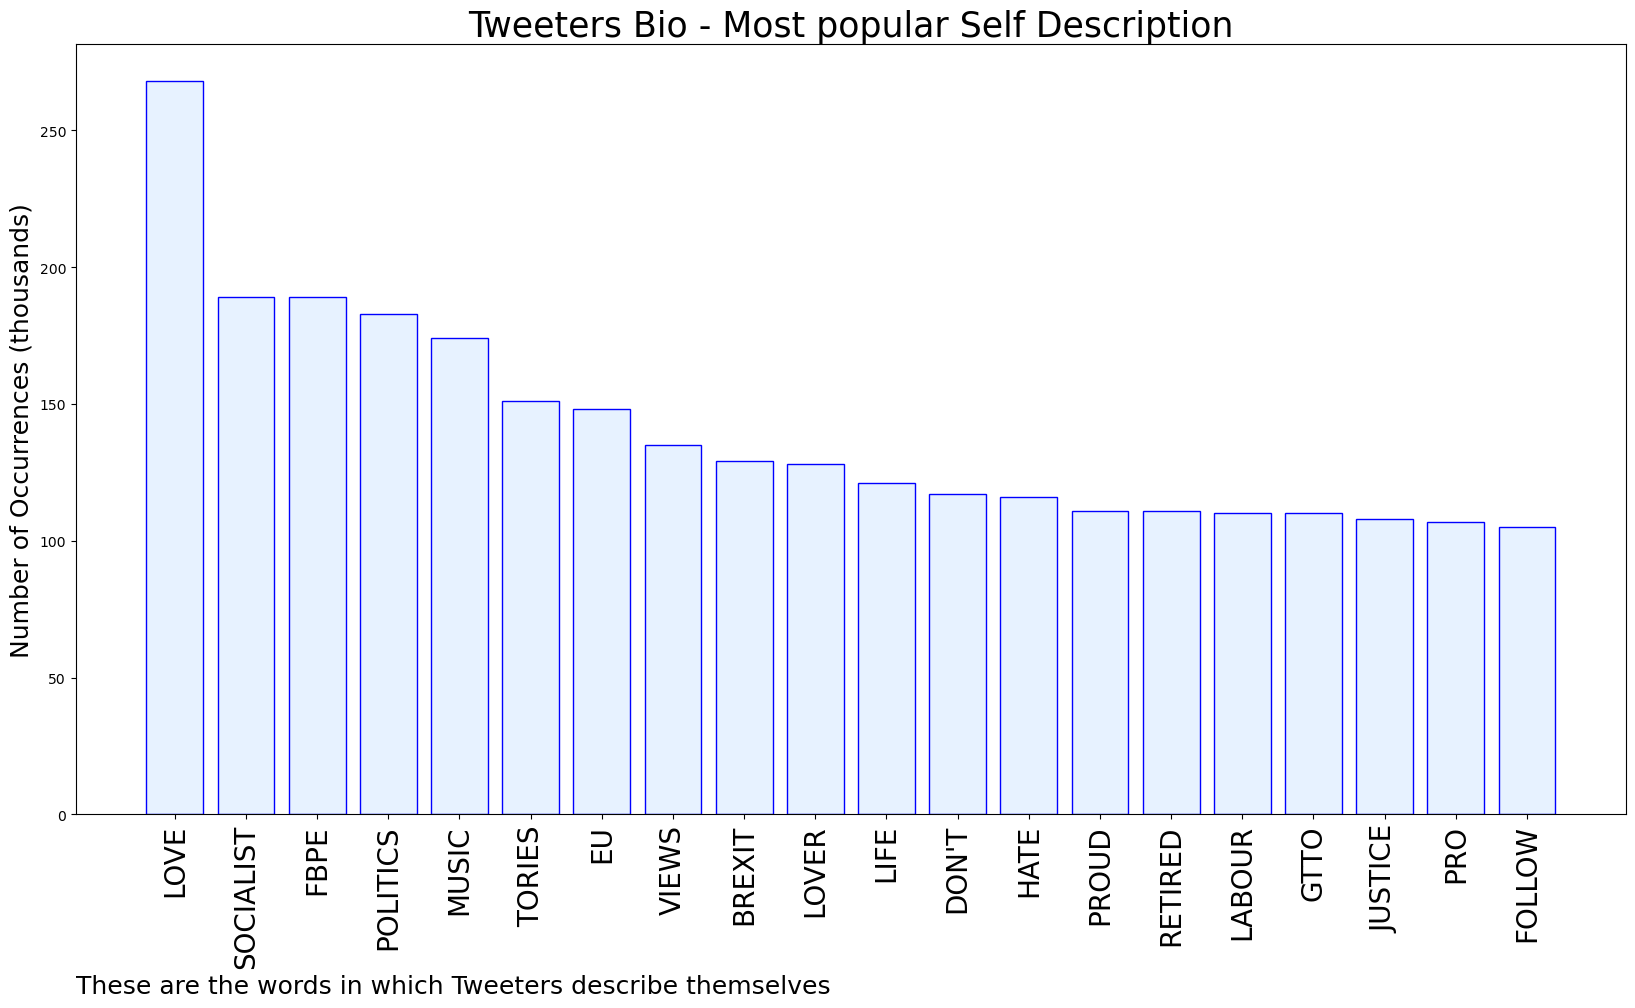 Tweeters Bio - Most popular Self Description
Number of Occurrences (thousands)
250
200
150
100
50
0
LOVE
SOCIALIST
FBPE
POLITICS
MUSIC
TORIES
EU
VIEWS
BREXIT
LOVER
LIFE
DON'T
HATE
PROUD
RETIRED
LABOUR
GTTO
JUSTICE
PRO
FOLLOW
These are the words in which Tweeters describe themselves